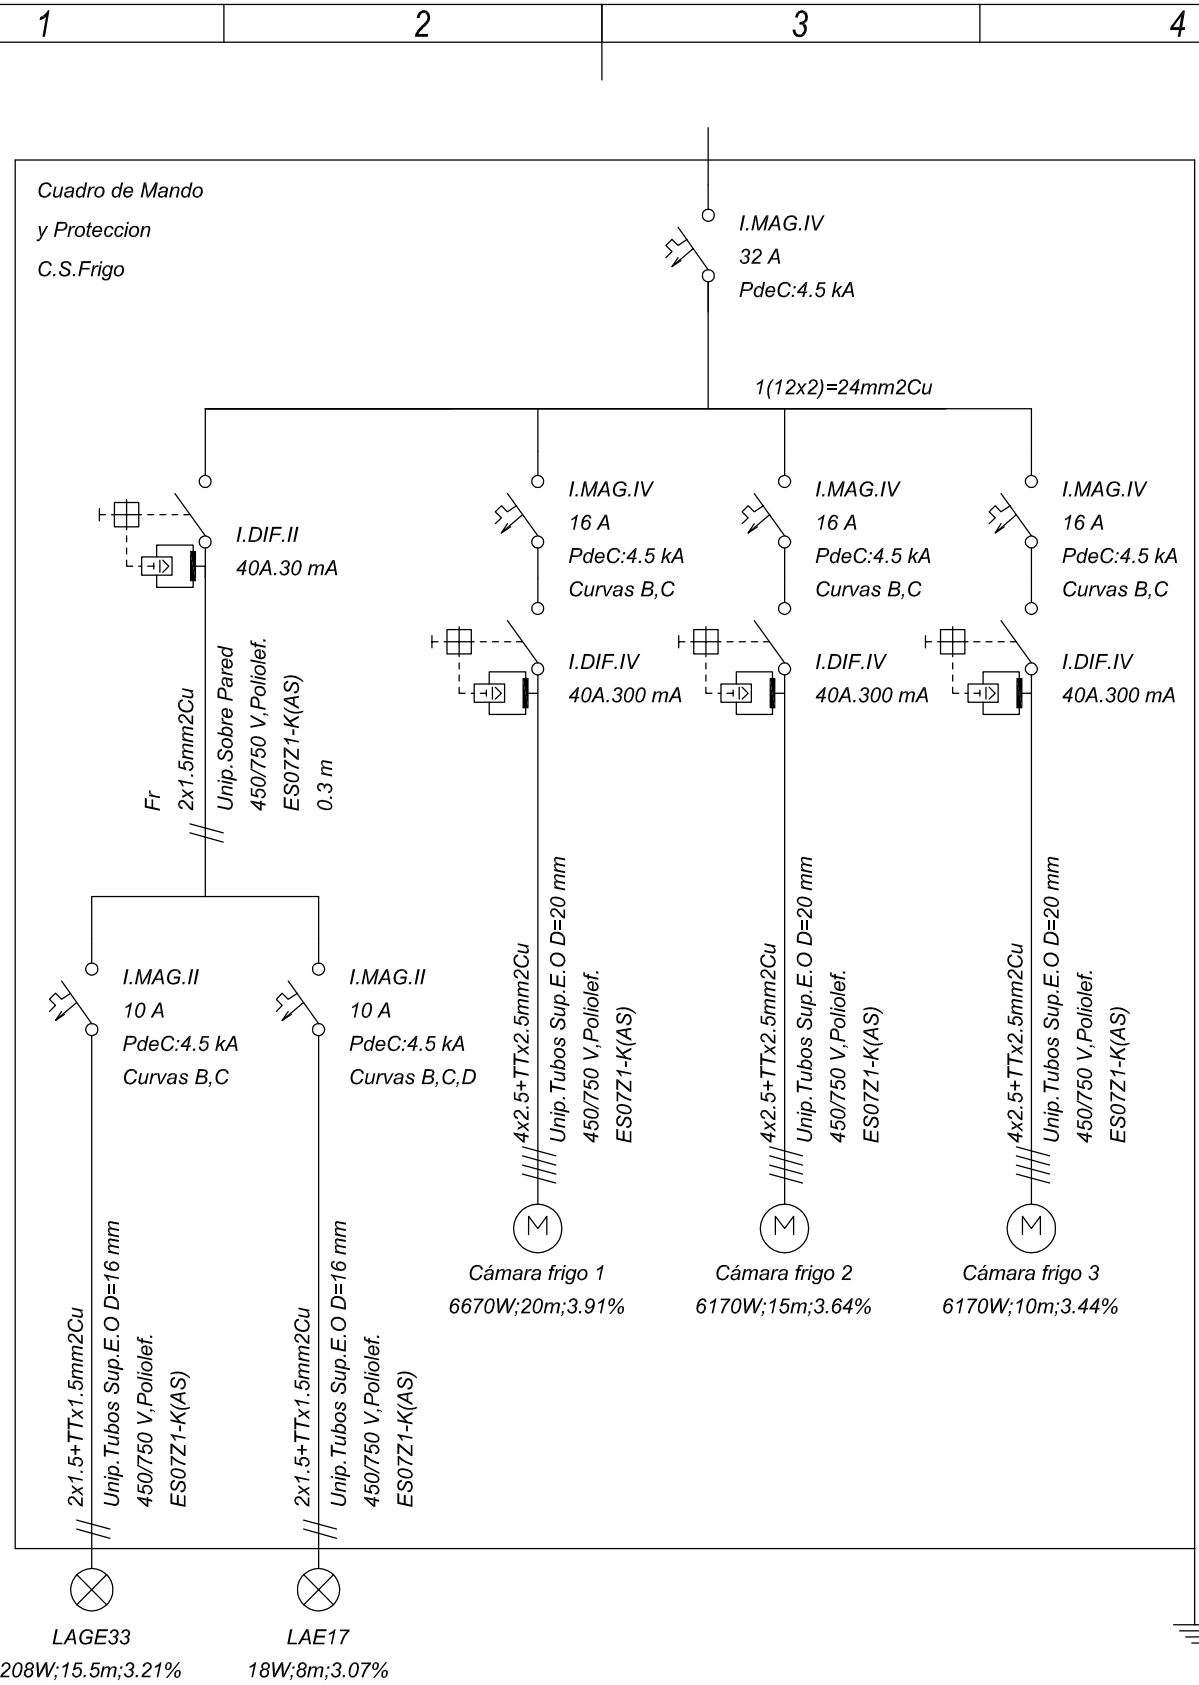 1
2
3
4
Cuadro de Mando
y Proteccion
C.S.Frigo
I.MAG.IV
32 A
PdeC:4.5 kA
1(12x2)=24mm2Cu
I.DIF.II
40A.30 mA
I.MAG.IV
16 A
PdeC:4.5 kA
Curvas B,C
I.DIF.IV
40A.300 mA
I.MAG.IV
16 A
PdeC:4.5 kA
Curvas B,C
I.DIF.IV
40A.300 mA
I.MAG.IV
16 A
PdeC:4.5 kA
Curvas B,C
I.DIF.IV
40A.300 mA
Fr
2x1.5mm2Cu
Unip.Sobre Pared
450/750 V,Poliolef.
ES07Z1-K(AS)
0.3 m
I.MAG.II
10 A
PdeC:4.5 kA
Curvas B,C
I.MAG.II
10 A
PdeC:4.5 kA
Curvas B,C,D
4x2.5+TTx2.5mm2Cu
Unip.Tubos Sup.E.O D=20 mm
450/750 V,Poliolef.
ES07Z1-K(AS)
4x2.5+TTx2.5mm2Cu
Unip.Tubos Sup.E.O D=20 mm
450/750 V,Poliolef.
ES07Z1-K(AS)
4x2.5+TTx2.5mm2Cu
Unip.Tubos Sup.E.O D=20 mm
450/750 V,Poliolef.
ES07Z1-K(AS)
M
Cámara frigo 1
6670W;20m;3.91%
M
Cámara frigo 2
6170W;15m;3.64%
M
Cámara frigo 3
6170W;10m;3.44%
2x1.5+TTx1.5mm2Cu
Unip.Tubos Sup.E.O D=16 mm
450/750 V,Poliolef.
ES07Z1-K(AS)
2x1.5+TTx1.5mm2Cu
Unip.Tubos Sup.E.O D=16 mm
450/750 V,Poliolef.
ES07Z1-K(AS)
LAGE33
208W;15.5m;3.21%
LAE17
18W;8m;3.07%